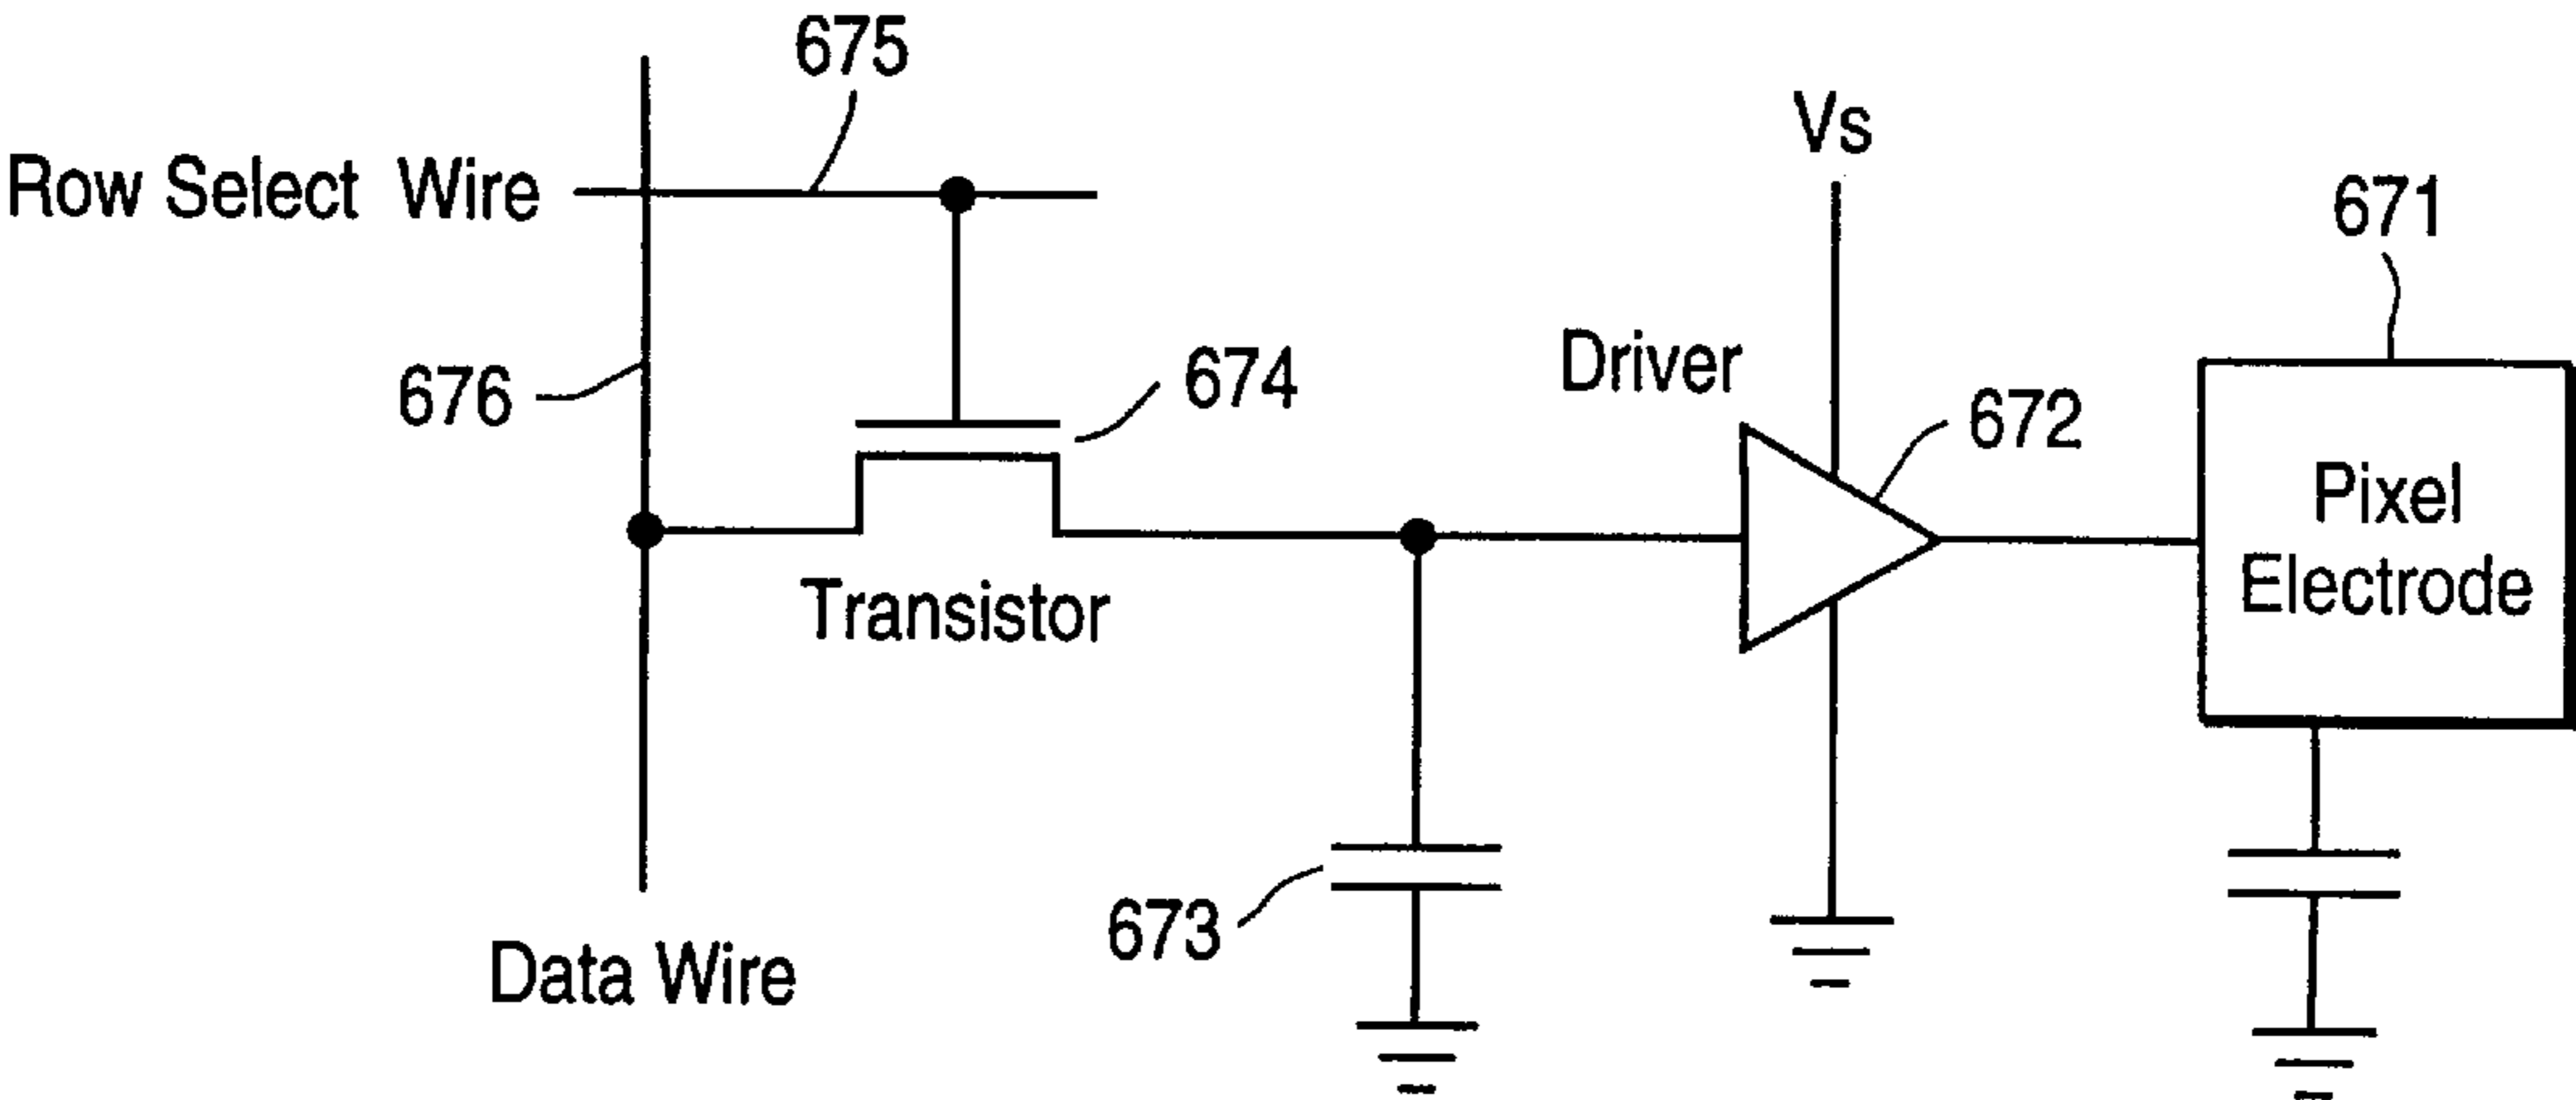 675
Vs
Row Select Wire
671
Driver
674
676
672
Pixel
Electrode
Transistor
673
Data Wire